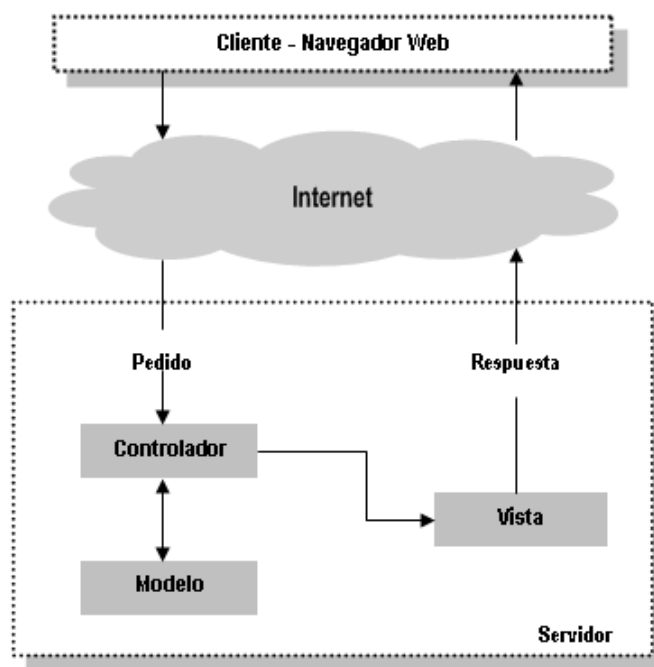 Cliente - Navegador Web
Internet
Pedido
Respuesta
Controlador
Vista
Modelo
Servidor